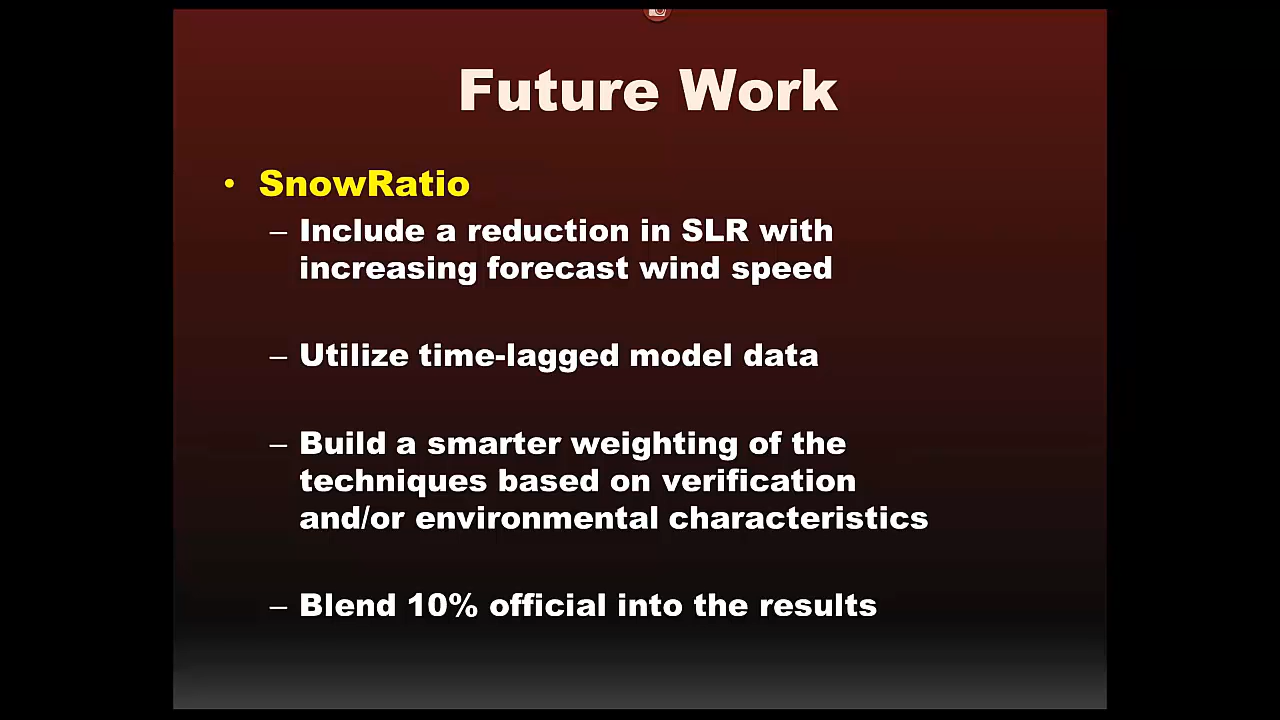 Future Work
• SnowRatio
– Include a reduction in SLR with
increasing forecast wind speed
– Utilize time-lagged model data
– Build a smarter weighting of the
techniques based on verification
and/or environmental characteristics
– Blend 10% official into the results